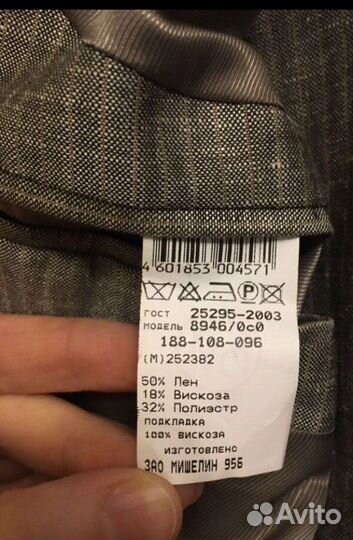 4 601853 004571
P
ГОСТ 25295-2003
МОДЕЛЬ 8946/0с0
188-108-096
(М)252382
50% Лен
18% Вискоза
32% Полиэстр
ПОДКЛАДКА
100% ВИСКОЗА
ИЗГОТОВЛЕНО
ЗАО МИШЕЛИН 95Б
Avito